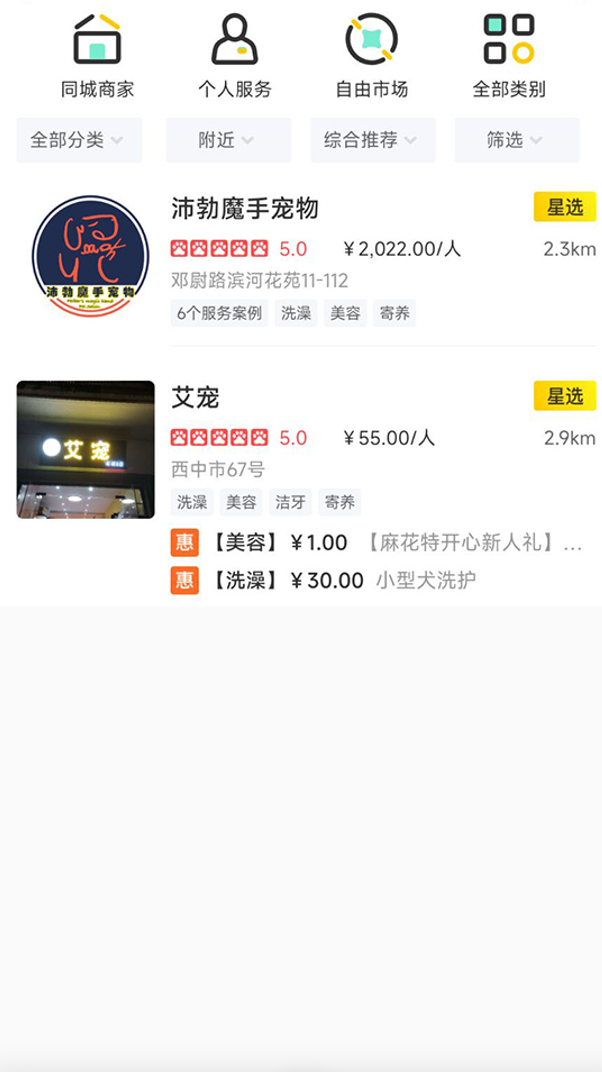 同城商家 个人服务 自由市场 全部类别
全部分类 附近 综合推荐 筛选
沛勃魔手宠物 星选
5.0 ¥2,022.00/人 2.3km
邓尉路滨河花苑11-112
6个服务案例 洗澡 美容 寄养
沛勃魔手宠物
艾宠 星选
5.0 ¥55.00/人 2.9km
西中市67号
洗澡 美容 洁牙 寄养
艾宠
惠 【美容】¥1.00 【麻花特开心新人礼】...
惠 【洗澡】¥30.00 小型犬洗护